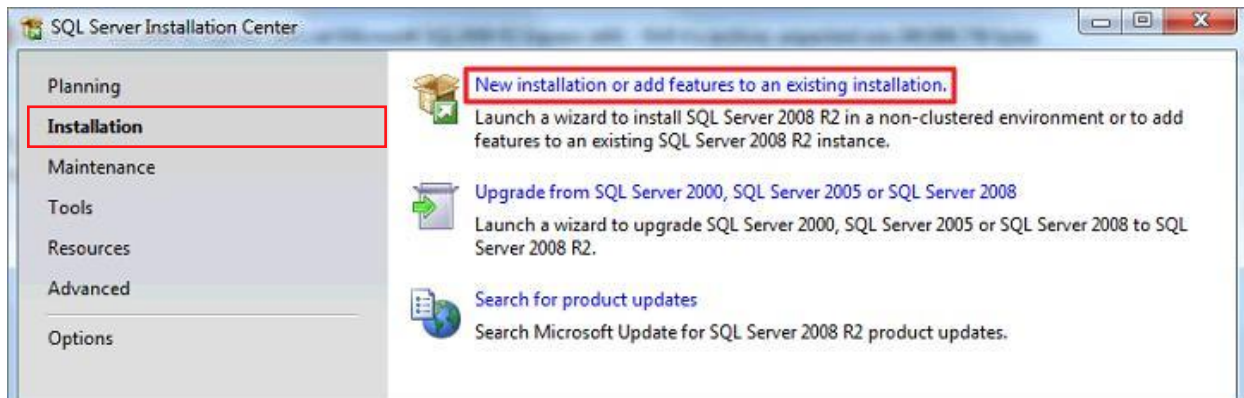 SQL Server Installation Center
Planning
Installation
Maintenance
Tools
Resources
Advanced
Options
New installation or add features to an existing installation.
Launch a wizard to install SQL Server 2008 R2 in a non-clustered environment or to add
features to an existing SQL Server 2008 R2 instance.
Upgrade from SQL Server 2000, SQL Server 2005 or SQL Server 2008
Launch a wizard to upgrade SQL Server 2000, SQL Server 2005 or SQL Server 2008 to SQL
Server 2008 R2.
Search for product updates
Search Microsoft Update for SQL Server 2008 R2 product updates.